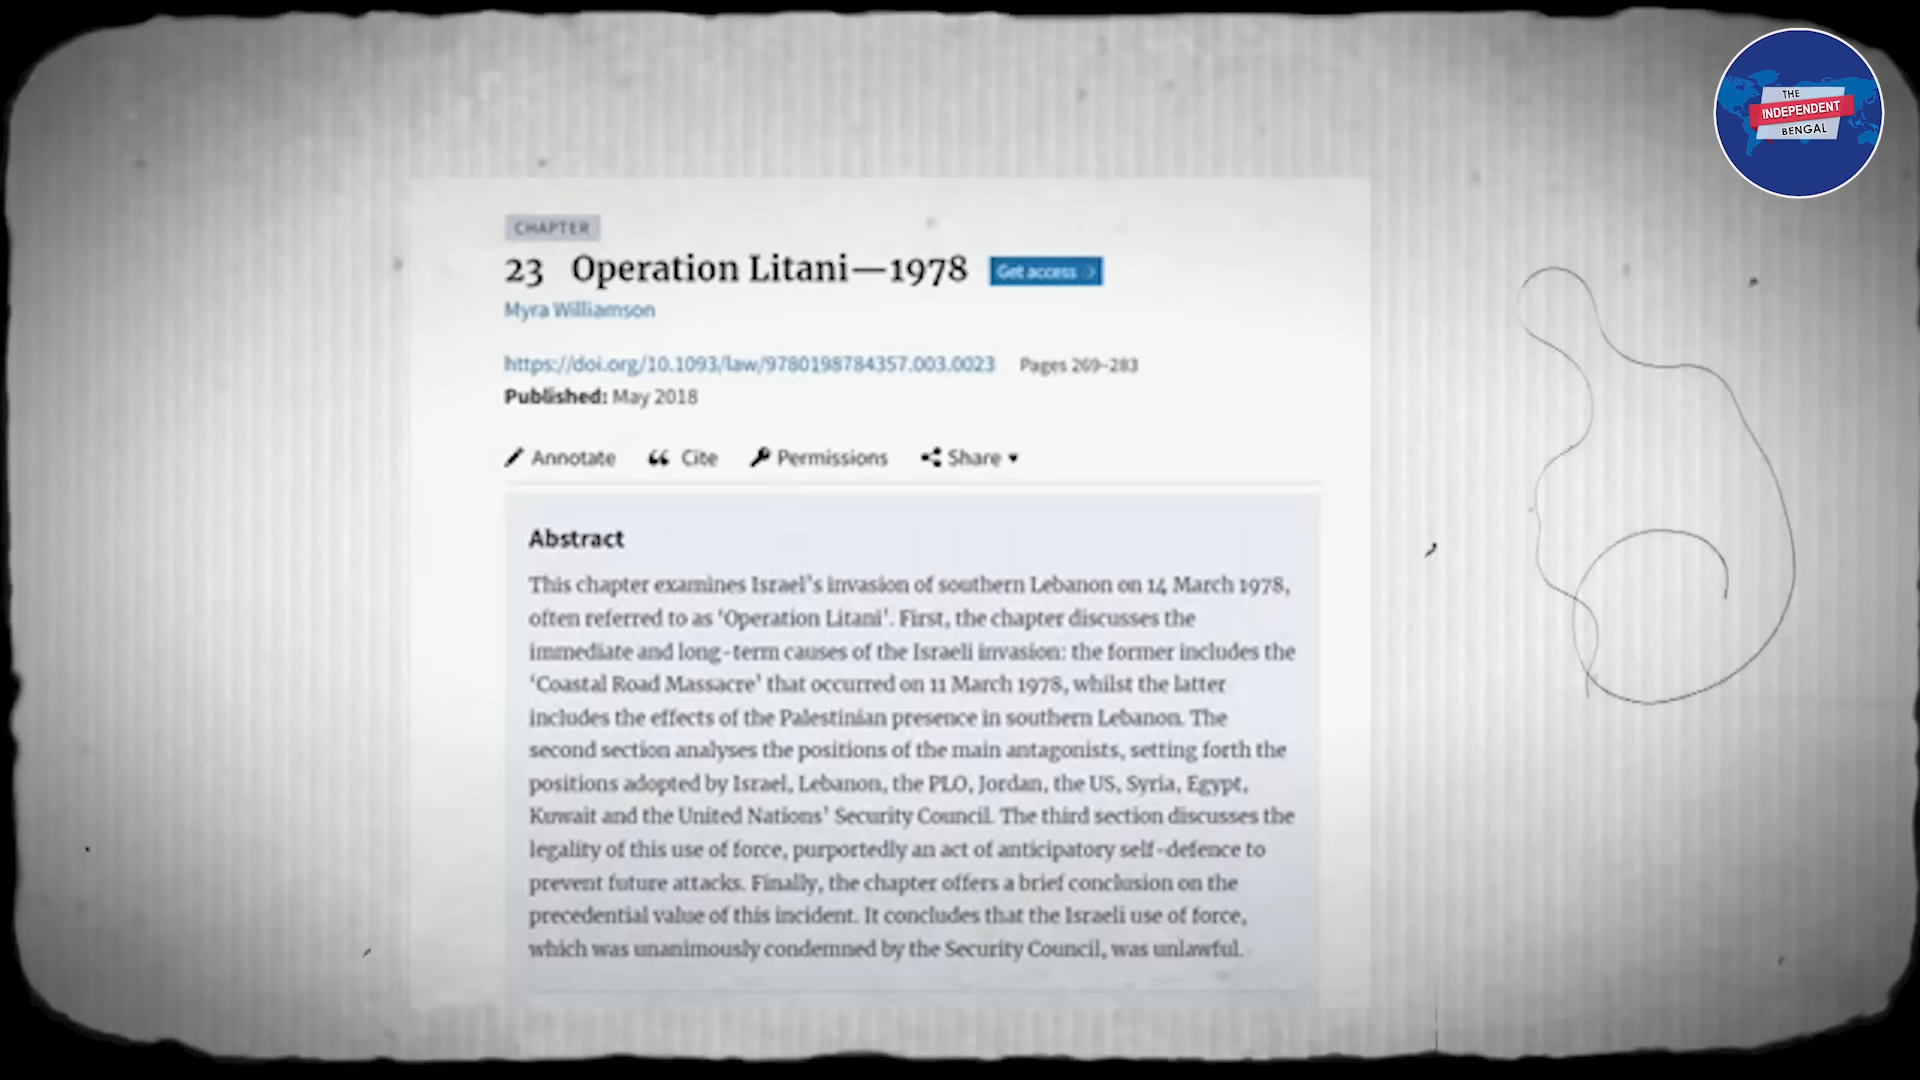 THE
INDEPENDENT
BENGAL
CHAPTER
23 Operation Litani—1978 Get access >
Myra Williamson
https://doi.org/10.1093/law/9780198784357.003.0023 Pages 269–283
Published: May 2018
Annotate Cite Permissions Share ▾
Abstract
This chapter examines Israel's invasion of southern Lebanon on 14 March 1978,
often referred to as 'Operation Litani'. First, the chapter discusses the
immediate and long-term causes of the Israeli invasion: the former includes the
'Coastal Road Massacre' that occurred on 11 March 1978, whilst the latter
includes the effects of the Palestinian presence in southern Lebanon. The
second section analyses the positions of the main antagonists, setting forth the
positions adopted by Israel, Lebanon, the PLO, Jordan, the US, Syria, Egypt,
Kuwait and the United Nations' Security Council. The third section discusses the
legality of this use of force, purportedly an act of anticipatory self-defence to
prevent future attacks. Finally, the chapter offers a brief conclusion on the
precedential value of this incident. It concludes that the Israeli use of force,
which was unanimously condemned by the Security Council, was unlawful.